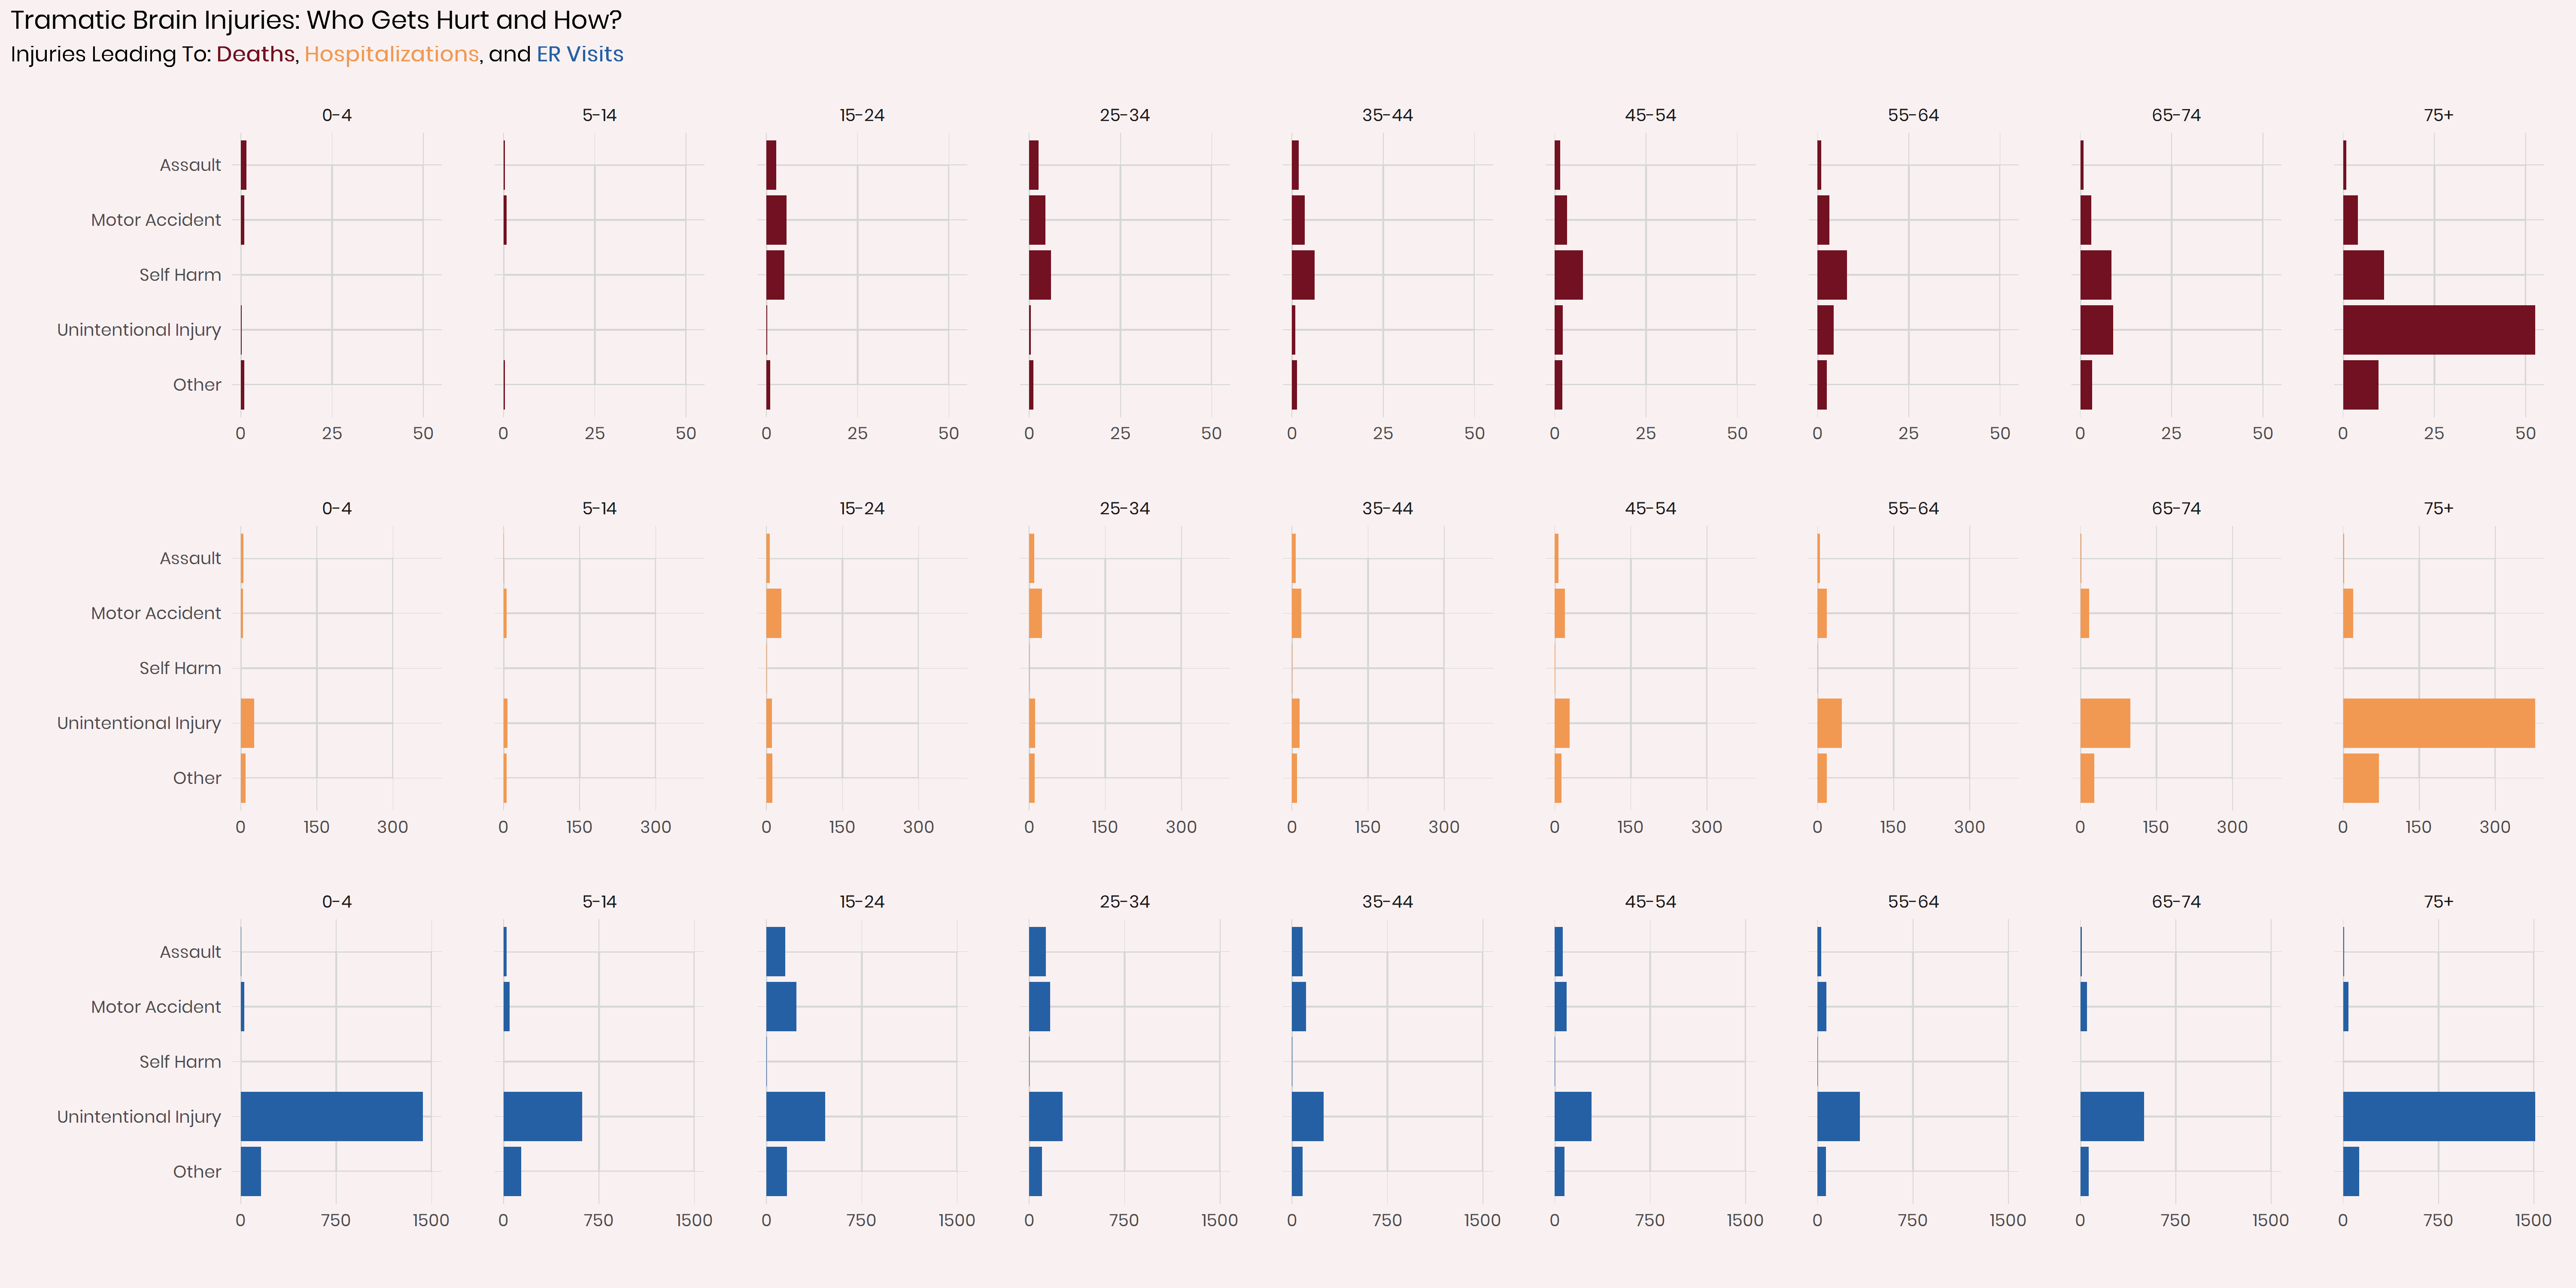 Tramatic Brain Injuries: Who Gets Hurt and How?
Injuries Leading To: Deaths, Hospitalizations, and ER Visits
0-4 5-14 15-24 25-34 35-44 45-54 55-64 65-74 75+
Assault
Motor Accident
Self Harm
Unintentional Injury
Other
0 25 50 0 25 50 0 25 50 0 25 50 0 25 50 0 25 50 0 25 50 0 25 50 0 25 50
0-4 5-14 15-24 25-34 35-44 45-54 55-64 65-74 75+
Assault
Motor Accident
Self Harm
Unintentional Injury
Other
0 150 300 0 150 300 0 150 300 0 150 300 0 150 300 0 150 300 0 150 300 0 150 300 0 150 300
0-4 5-14 15-24 25-34 35-44 45-54 55-64 65-74 75+
Assault
Motor Accident
Self Harm
Unintentional Injury
Other
0 750 1500 0 750 1500 0 750 1500 0 750 1500 0 750 1500 0 750 1500 0 750 1500 0 750 1500 0 750 1500